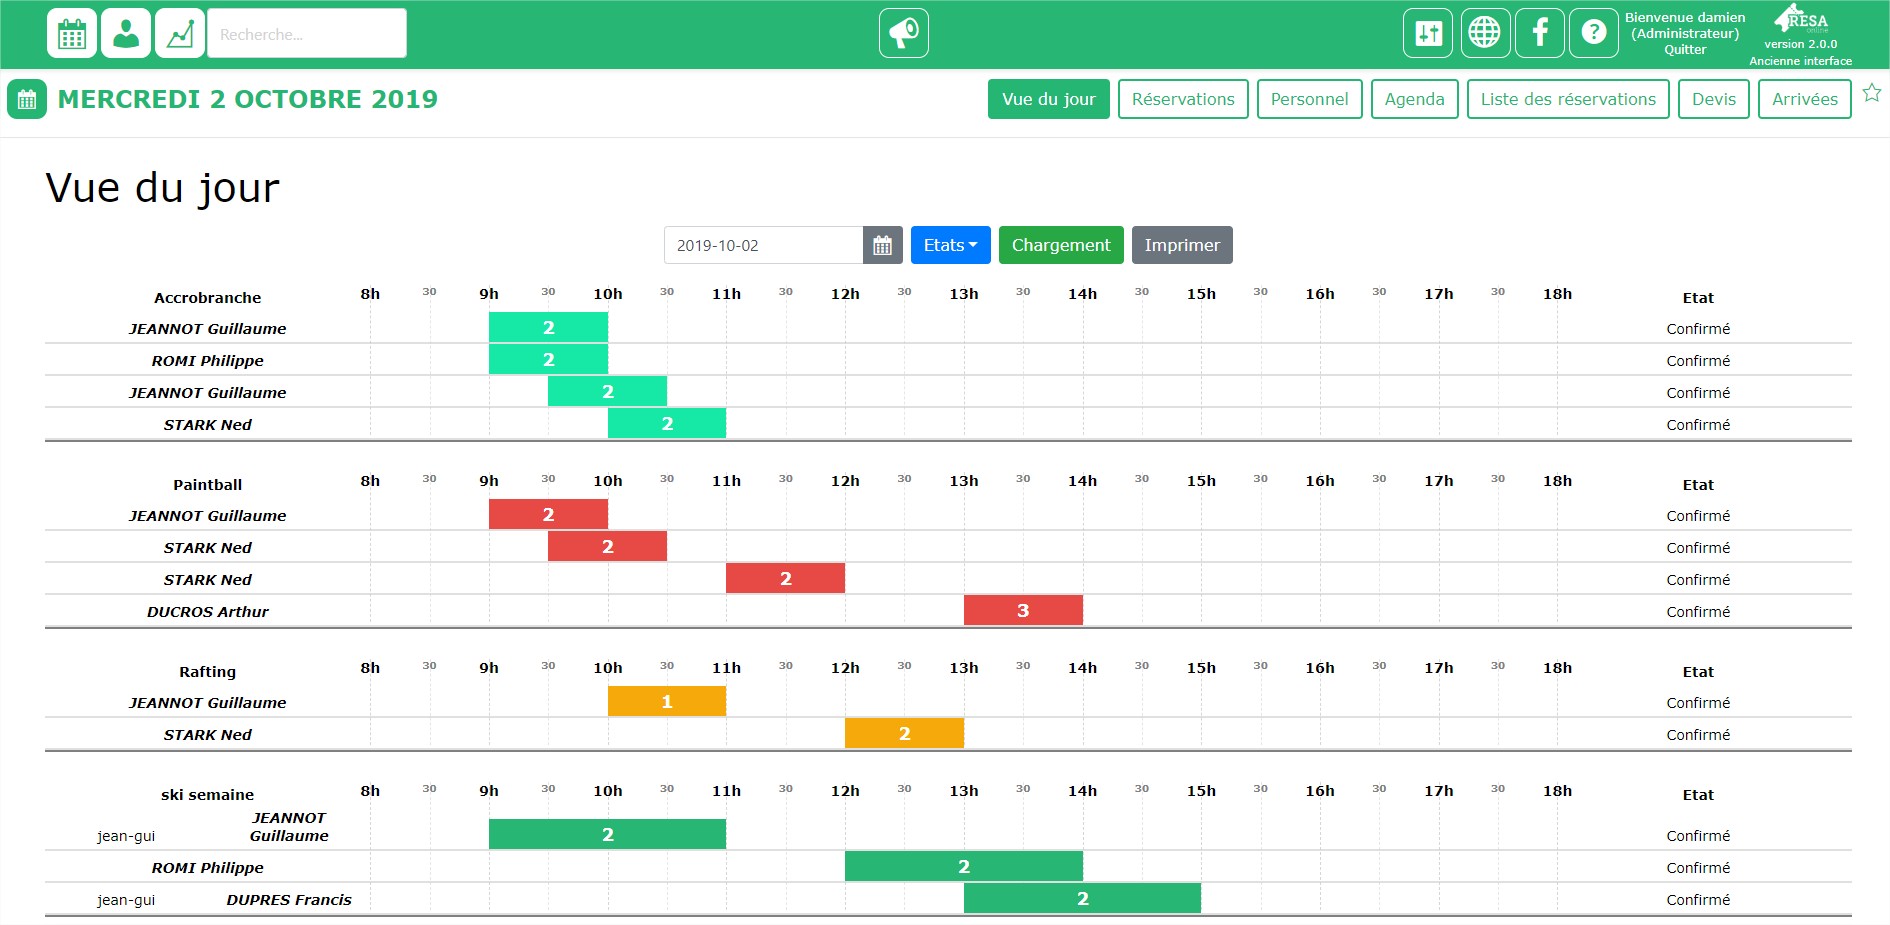 Recherche...
?
Bienvenue damien
(Administrateur)
Quitter
RESA
online
version 2.0.0
Ancienne interface
MERCREDI 2 OCTOBRE 2019
Vue du jour Réservations Personnel Agenda Liste des réservations Devis Arrivées
Vue du jour
2019-10-02 Etats Chargement Imprimer
Accrobranche 8h 30 9h 30 10h 30 11h 30 12h 30 13h 30 14h 30 15h 30 16h 30 17h 30 18h Etat
JEANNOT Guillaume 2 Confirmé
ROMI Philippe 2 Confirmé
JEANNOT Guillaume 2 Confirmé
STARK Ned 2 Confirmé
Paintball 8h 30 9h 30 10h 30 11h 30 12h 30 13h 30 14h 30 15h 30 16h 30 17h 30 18h Etat
JEANNOT Guillaume 2 Confirmé
STARK Ned 2 Confirmé
STARK Ned 2 Confirmé
DUCROS Arthur 3 Confirmé
Rafting 8h 30 9h 30 10h 30 11h 30 12h 30 13h 30 14h 30 15h 30 16h 30 17h 30 18h Etat
JEANNOT Guillaume 1 Confirmé
STARK Ned 2 Confirmé
ski semaine 8h 30 9h 30 10h 30 11h 30 12h 30 13h 30 14h 30 15h 30 16h 30 17h 30 18h Etat
JEANNOT
jean-gui Guillaume 2 Confirmé
ROMI Philippe 2 Confirmé
jean-gui DUPRES Francis 2 Confirmé